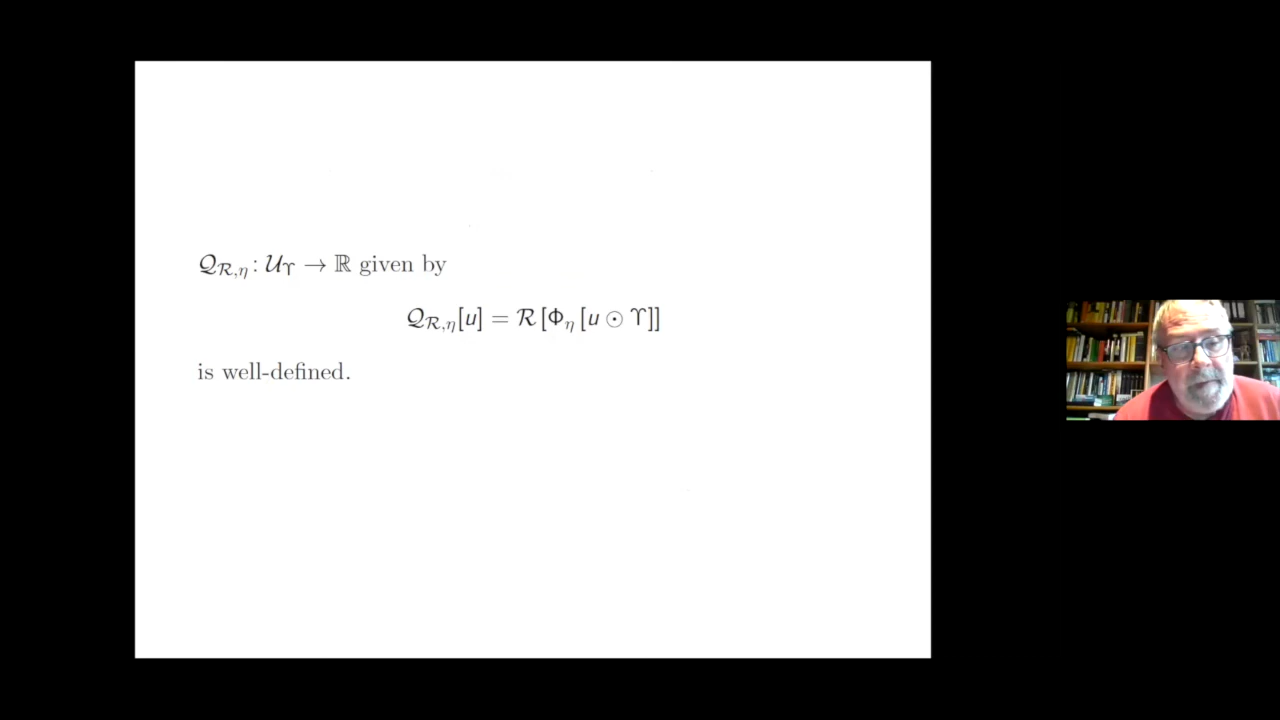 𝒬_{ℛ,η} : 𝒰_ϒ → ℝ given by
𝒬_{ℛ,η}[u] = ℛ [Φ_η [u ⊙ ϒ]]
is well-defined.